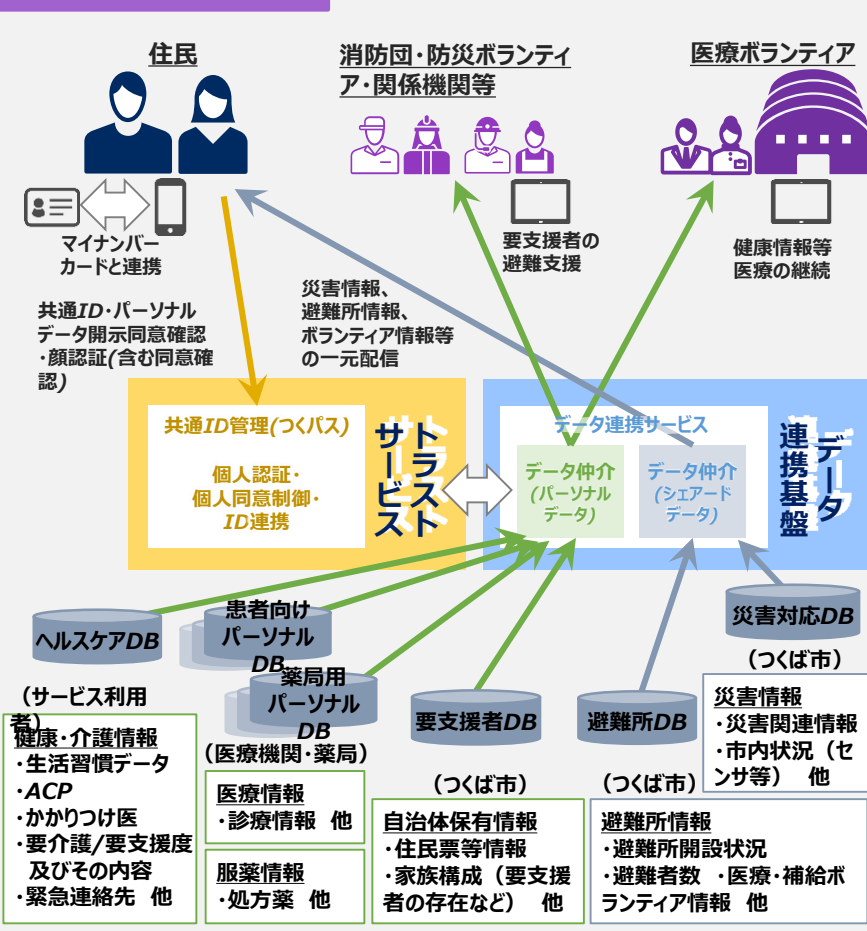 住民
消防団・防災ボランティ
ア・関係機関等
医療ボランティア
マイナンバー
カードと連携
要支援者の
避難支援
健康情報等
医療の継続
共通ID・パーソナル
データ開示同意確認
・顔認証(含む同意確
認)
災害情報、
避難所情報、
ボランティア情報等
の一元配信
共通ID管理(つくパス)
個人認証・
個人同意制御・
ID連携
トラスト
サービス
データ連携サービス
データ仲介
(パーソナル
データ)
データ仲介
(シェアード
データ)
データ
連携基盤
ヘルスケアDB
患者向け
パーソナル
DB
薬局用
パーソナル
DB
要支援者DB
避難所DB
災害対応DB
(サービス利用
者)
(医療機関・薬局)
(つくば市)
(つくば市)
(つくば市)
健康・介護情報
・生活習慣データ
・ACP
・かかりつけ医
・要介護/要支援度
及びその内容
・緊急連絡先 他
医療情報
・診療情報 他
服薬情報
・処方薬 他
自治体保有情報
・住民票等情報
・家族構成(要支援
者の存在など) 他
避難所情報
・避難所開設状況
・避難者数 ・医療・補給ボ
ランティア情報 他
災害情報
・災害関連情報
・市内状況(セ
ンサ等) 他